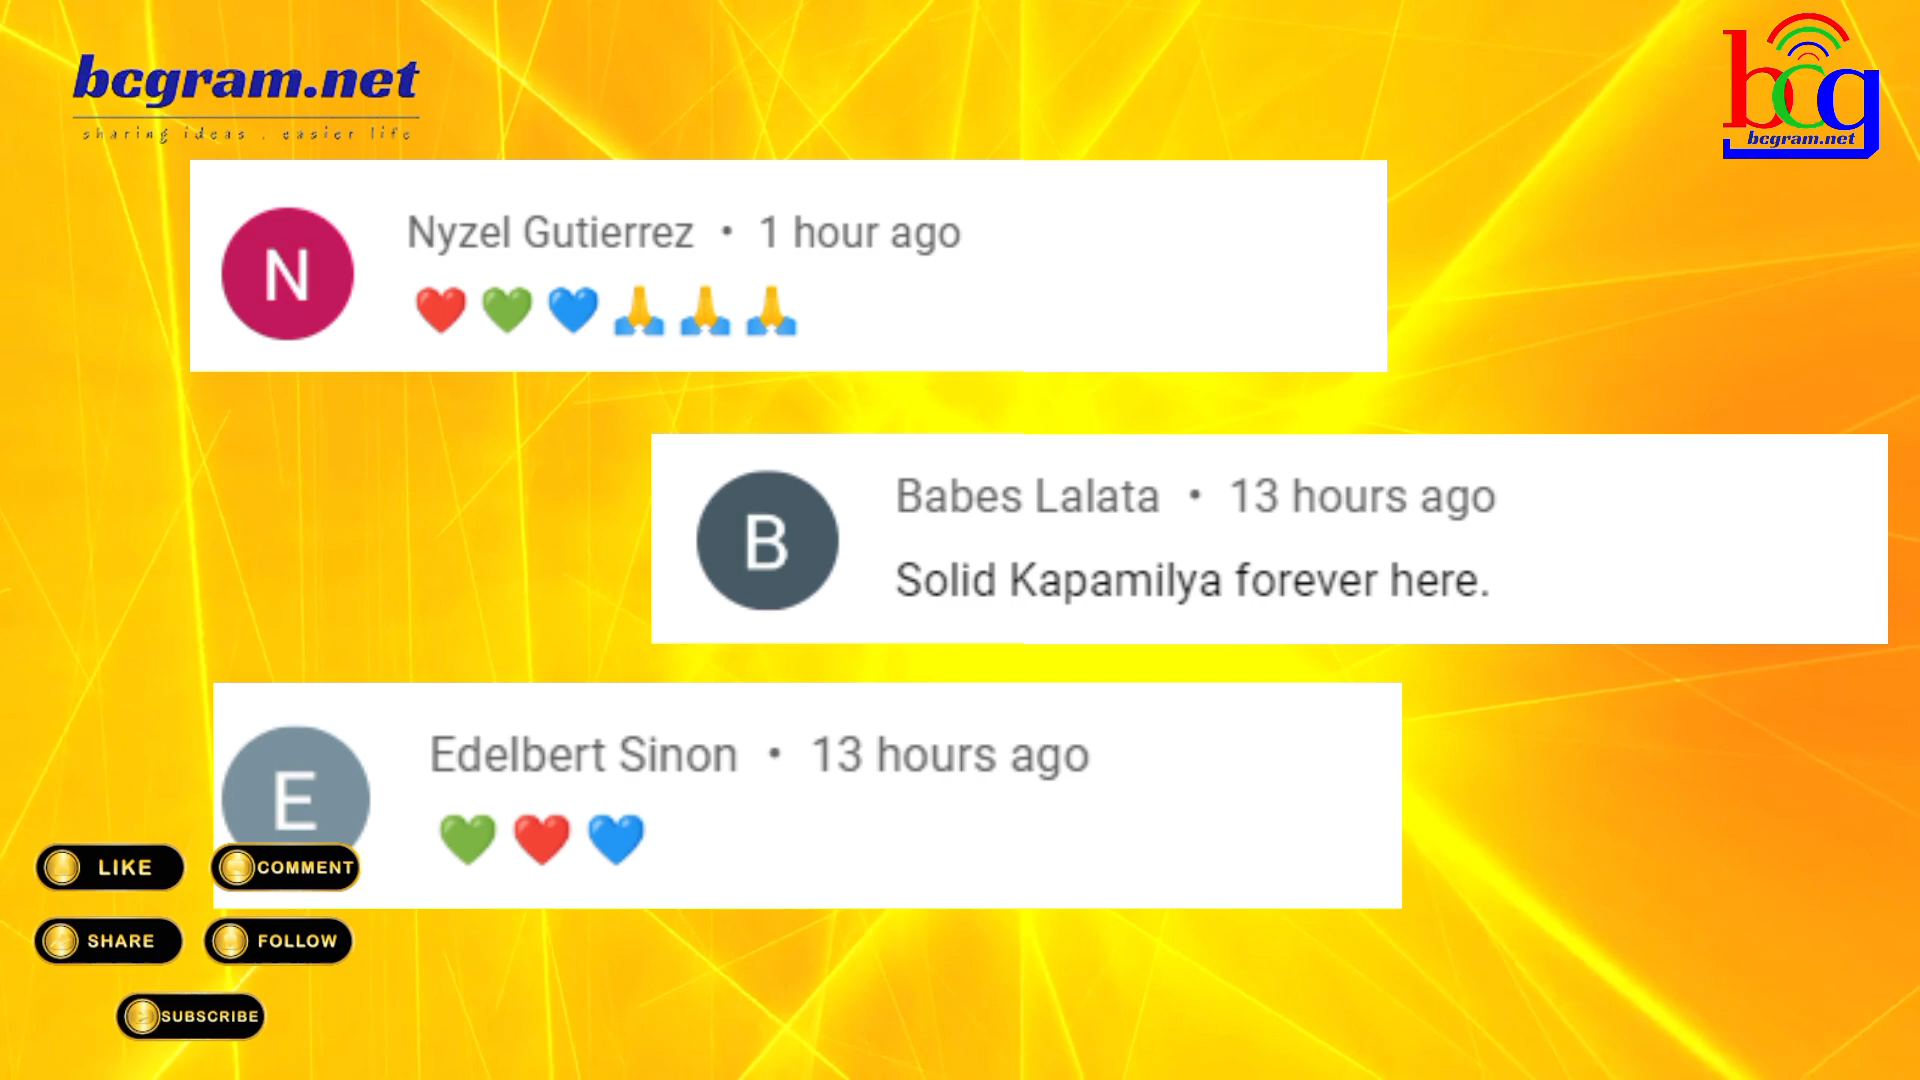 bcgram.net
sharing ideas . easier life
bcg
bcgram.net
N
Nyzel Gutierrez • 1 hour ago
❤️💚💙🙏🙏🙏
B
Babes Lalata • 13 hours ago
Solid Kapamilya forever here.
E
Edelbert Sinon • 13 hours ago
💚❤️💙
LIKE
COMMENT
SHARE
FOLLOW
SUBSCRIBE